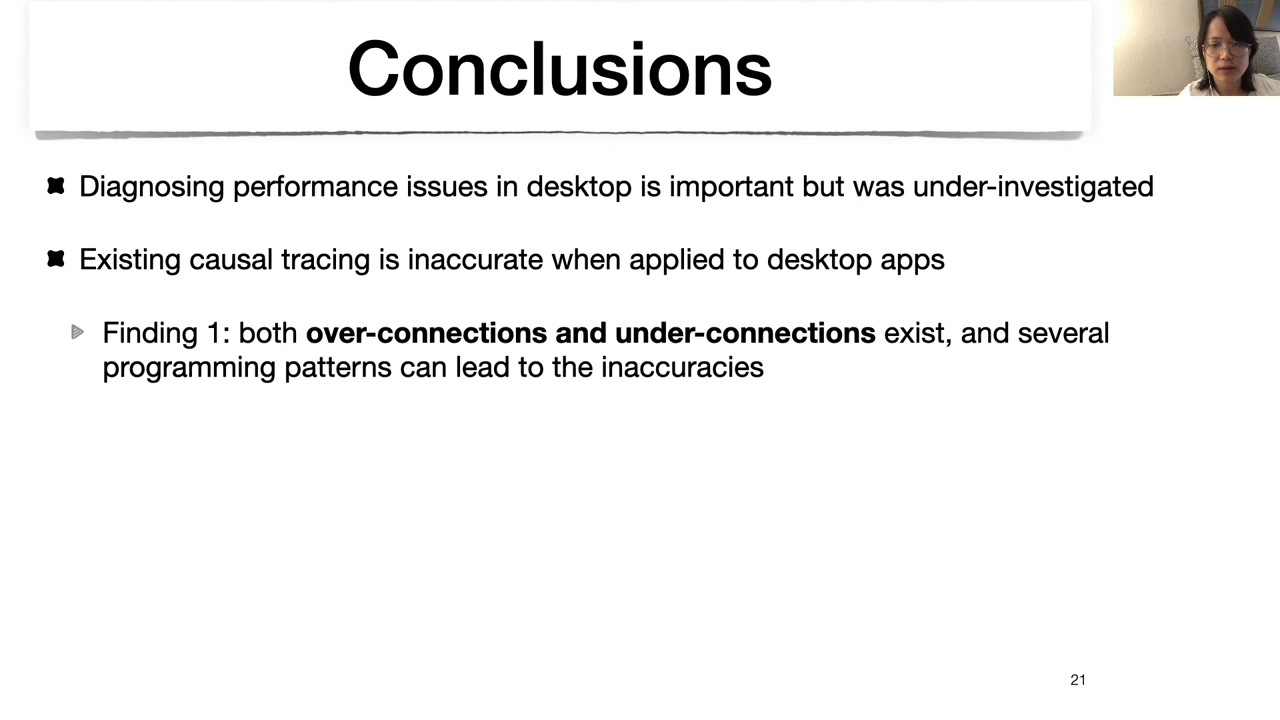 Conclusions
Diagnosing performance issues in desktop is important but was under-investigated
Existing causal tracing is inaccurate when applied to desktop apps
Finding 1: both over-connections and under-connections exist, and several
programming patterns can lead to the inaccuracies
21